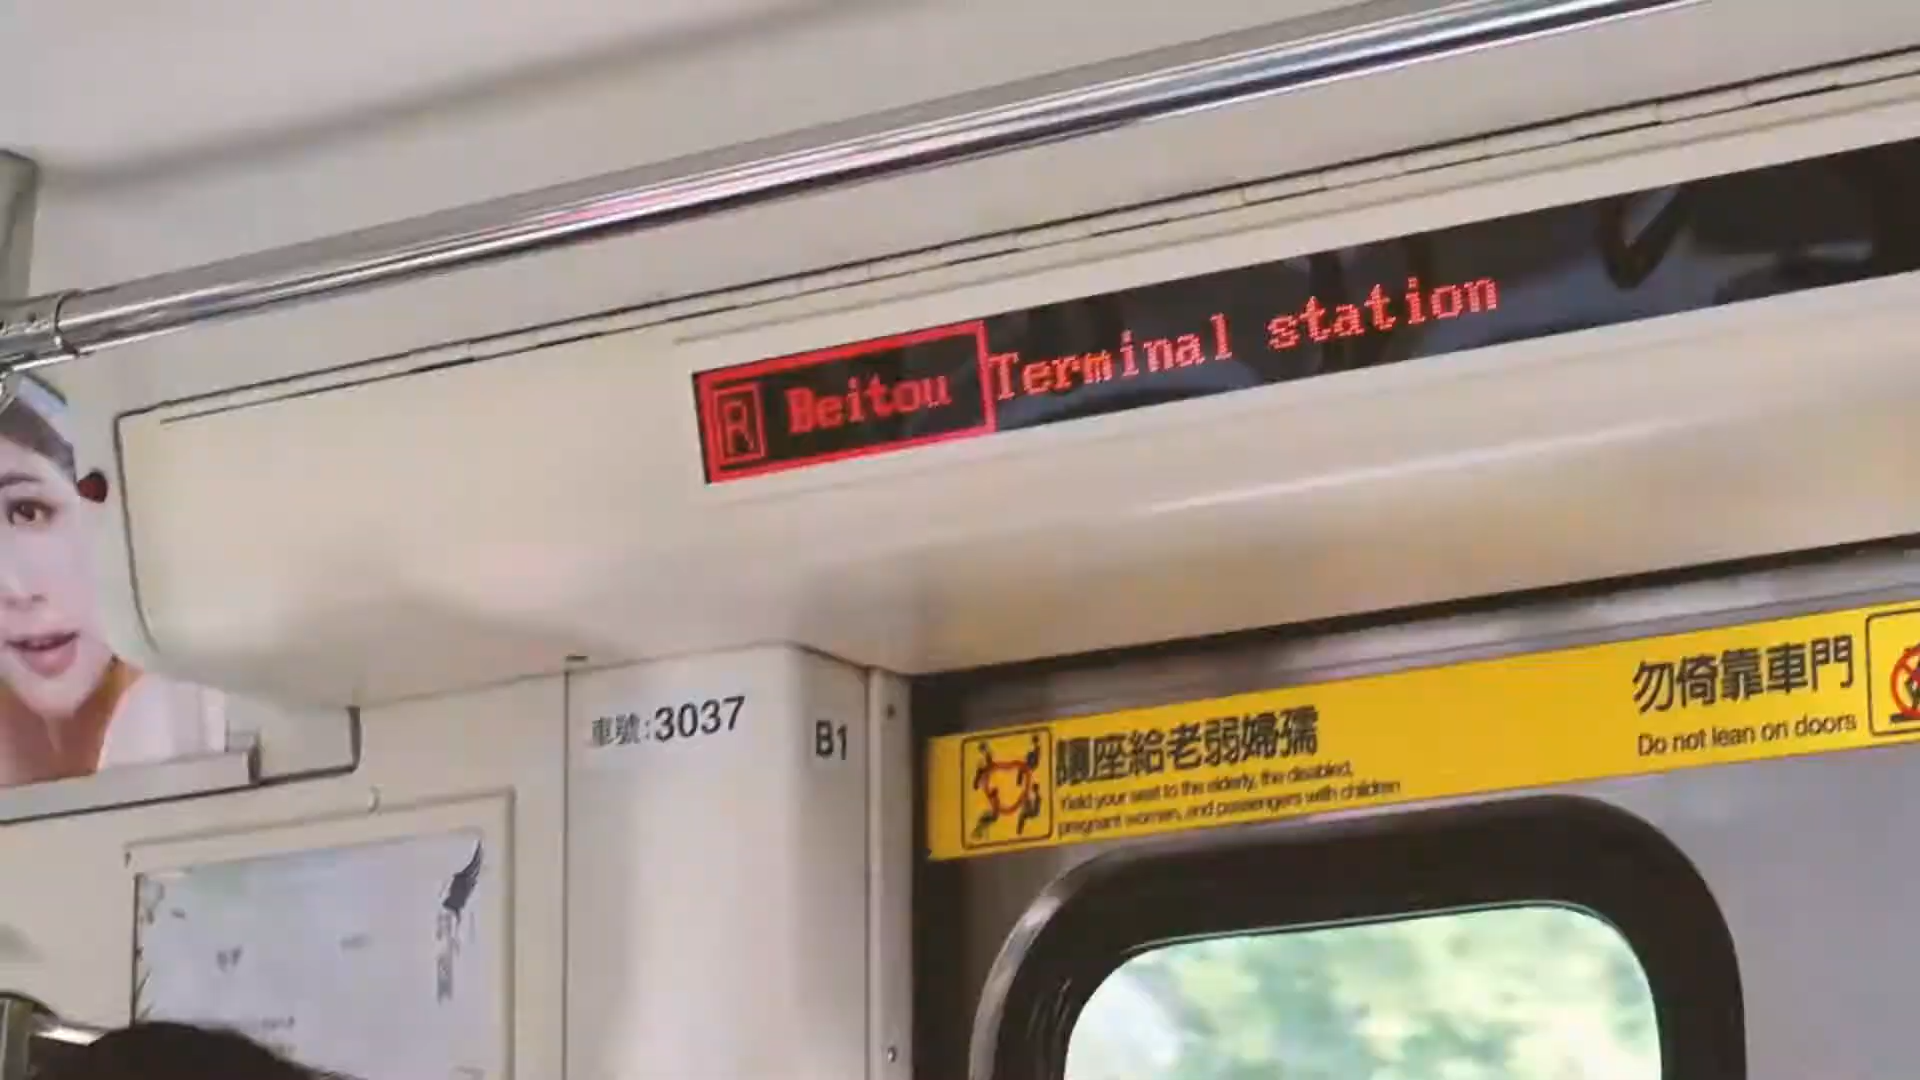 R Beitou Terminal station
車號:3037
B1
讓座給老弱婦孺
Yield your seat to the elderly, the disabled,
pregnant women, and passengers with children
勿倚靠車門
Do not lean on doors